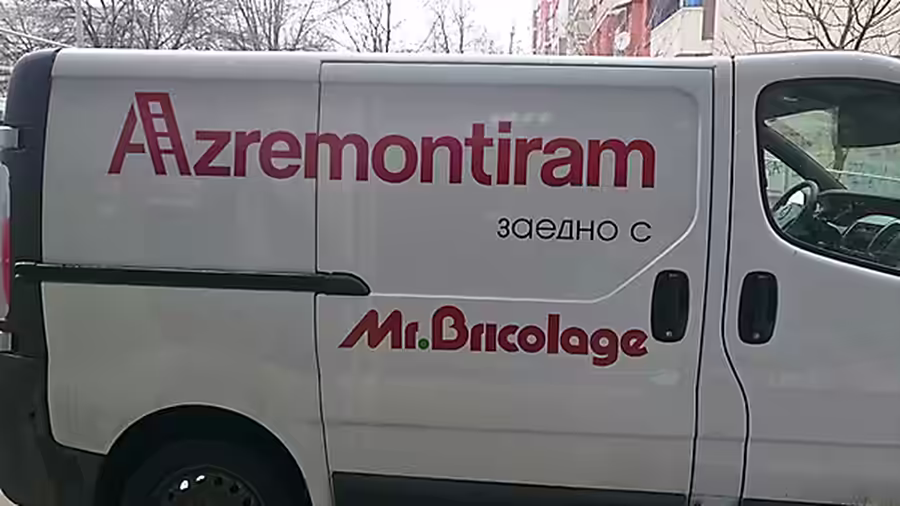 Azremontiram
заедно с
Mr.Bricolage